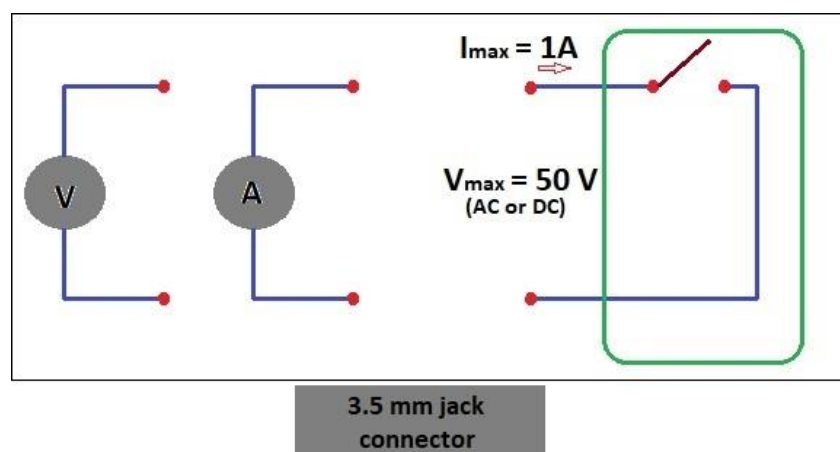 Imax = 1A
V
A
Vmax = 50 V
(AC or DC)
3.5 mm jack
connector